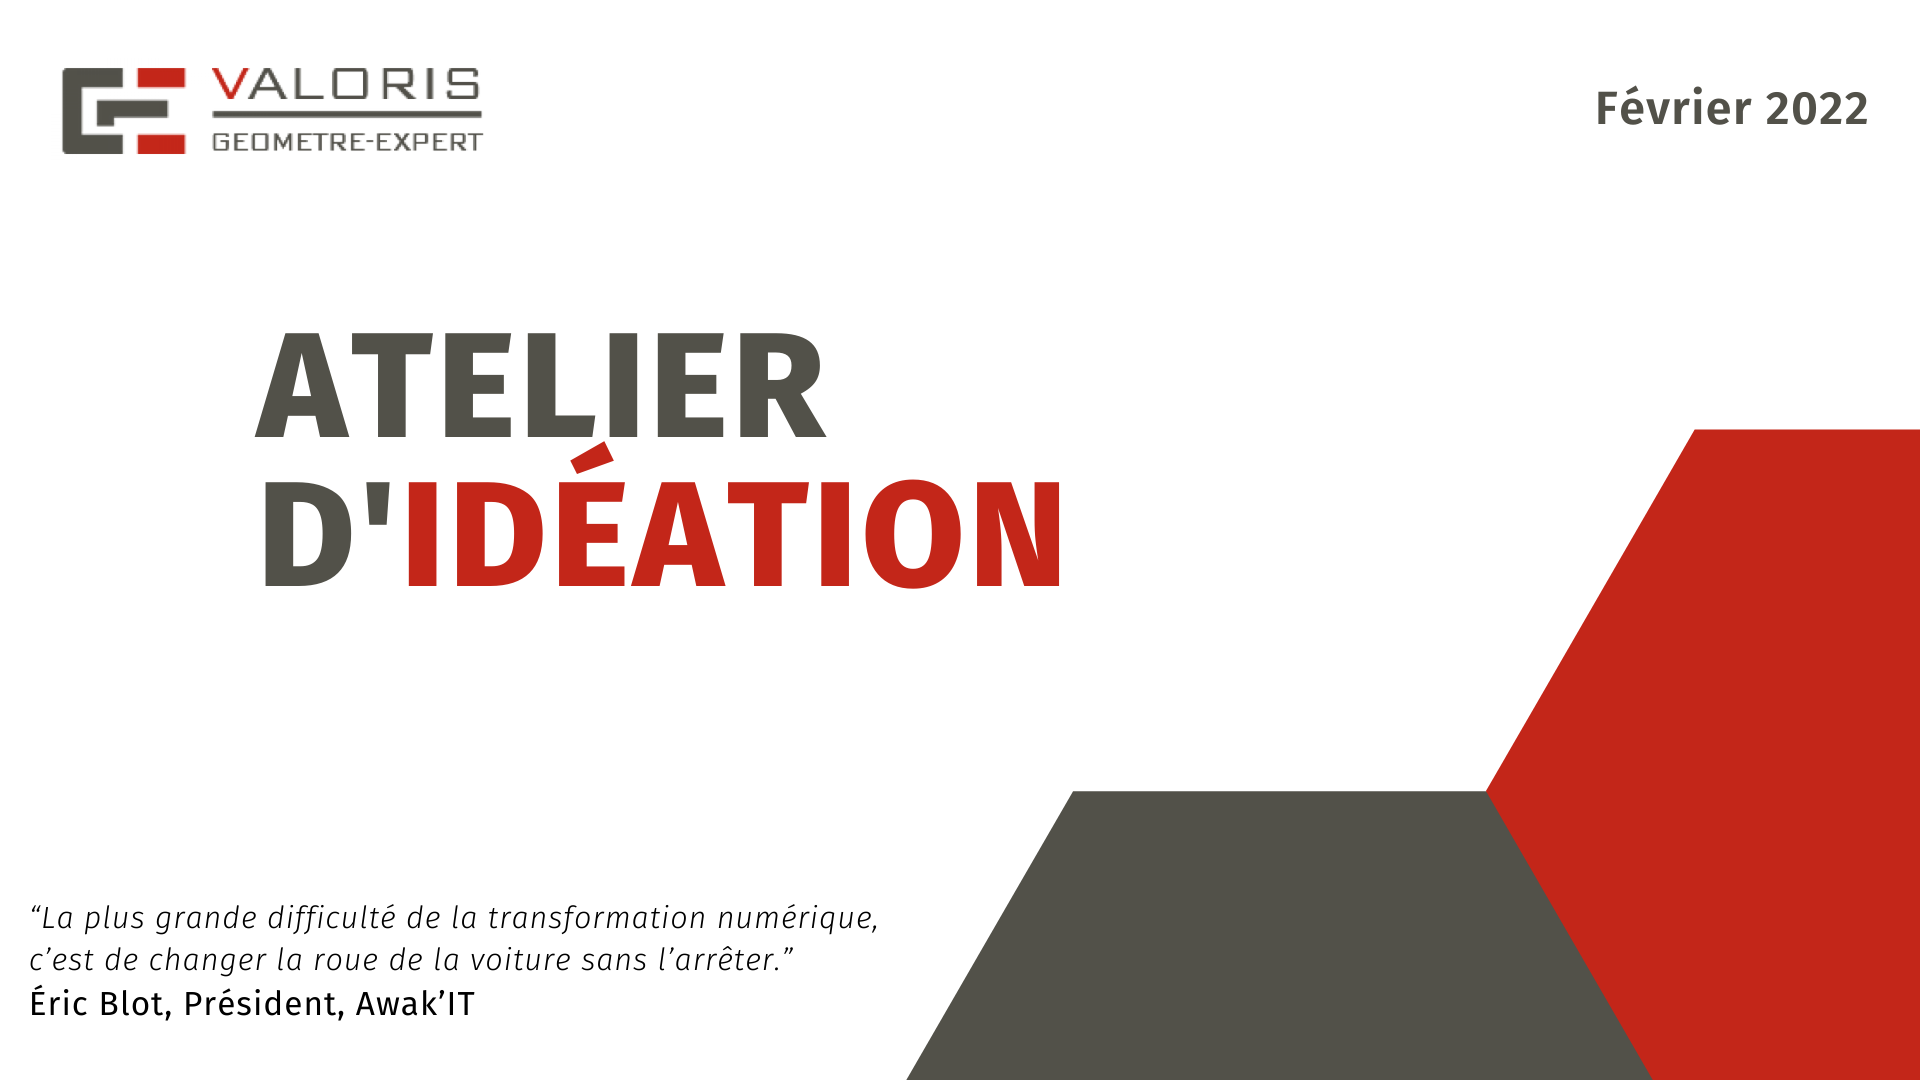 VALORIS
GEOMETRE-EXPERT
Février 2022
ATELIER
D'IDÉATION
“La plus grande difficulté de la transformation numérique,
c’est de changer la roue de la voiture sans l’arrêter.”
Éric Blot, Président, Awak’IT